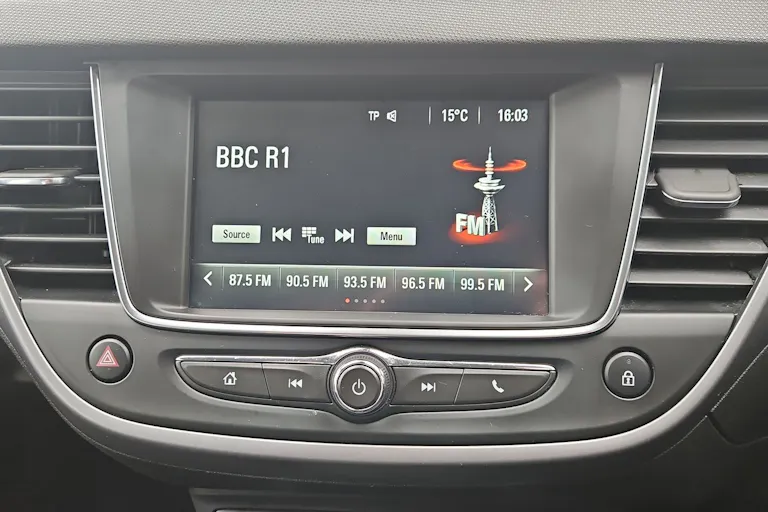 TP 15°C 16:03
BBC R1
FM
Source Tune Menu
87.5 FM 90.5 FM 93.5 FM 96.5 FM 99.5 FM